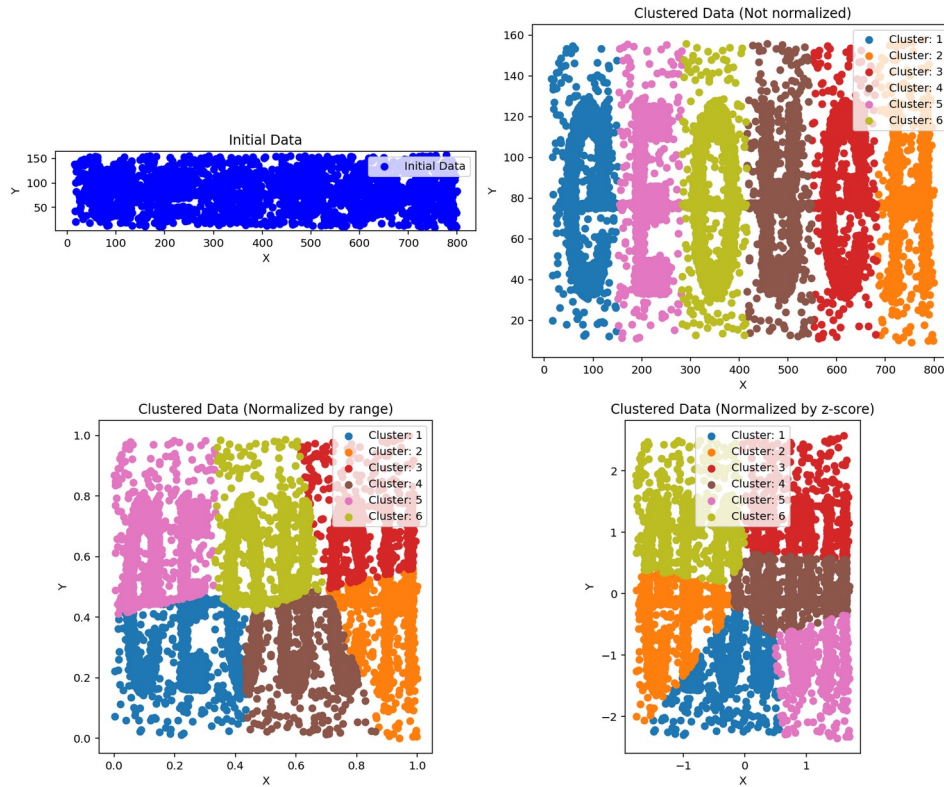 Clustered Data (Not normalized)
160
140
120
100
80
60
40
20
Y
0 100 200 300 400 500 600 700 800
X
Cluster: 1
Cluster: 2
Cluster: 3
Cluster: 4
Cluster: 5
Cluster: 6
Initial Data
150
100
50
Y
0 100 200 300 400 500 600 700 800
X
Initial Data
Clustered Data (Normalized by range)
1.0
0.8
0.6
0.4
0.2
0.0
Y
0.0 0.2 0.4 0.6 0.8 1.0
X
Cluster: 1
Cluster: 2
Cluster: 3
Cluster: 4
Cluster: 5
Cluster: 6
Clustered Data (Normalized by z-score)
2
1
0
−1
−2
Y
−1 0 1
X
Cluster: 1
Cluster: 2
Cluster: 3
Cluster: 4
Cluster: 5
Cluster: 6